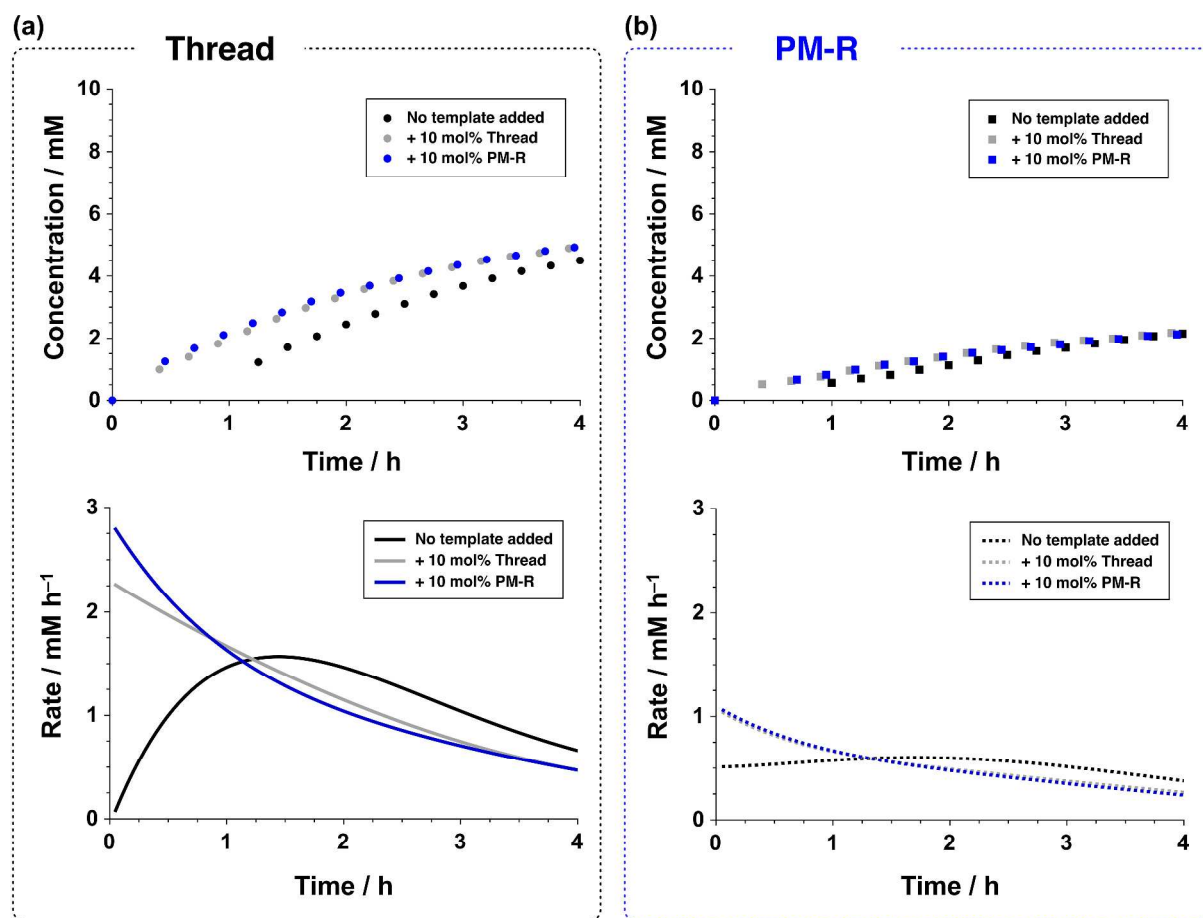 (a)
Thread
Concentration / mM
10
8
6
4
2
0
No template added
+ 10 mol% Thread
+ 10 mol% PM-R
0 1 2 3 4
Time / h
Rate / mM h⁻¹
3
2
1
0
No template added
+ 10 mol% Thread
+ 10 mol% PM-R
0 1 2 3 4
Time / h
(b)
PM-R
Concentration / mM
10
8
6
4
2
0
No template added
+ 10 mol% Thread
+ 10 mol% PM-R
0 1 2 3 4
Time / h
Rate / mM h⁻¹
3
2
1
0
No template added
+ 10 mol% Thread
+ 10 mol% PM-R
0 1 2 3 4
Time / h